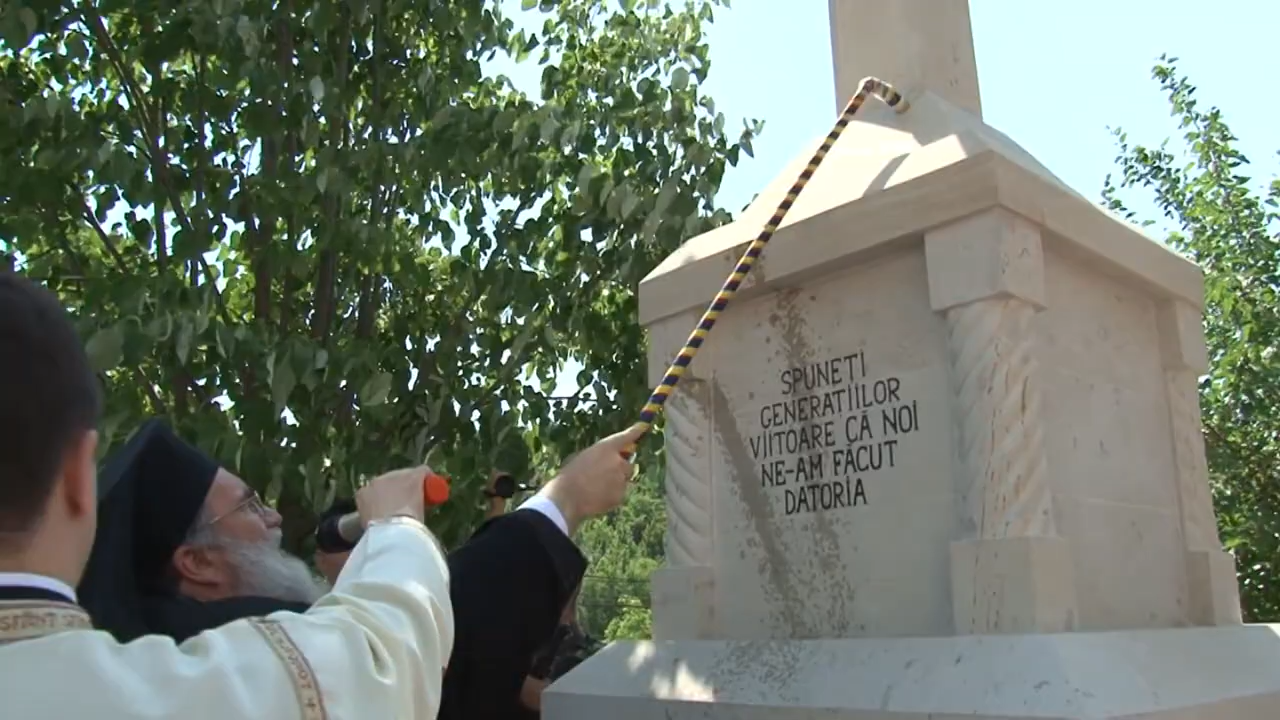 SPUNEȚI
GENERAȚIILOR
VIITOARE CĂ NOI
NE-AM FĂCUT
DATORIA